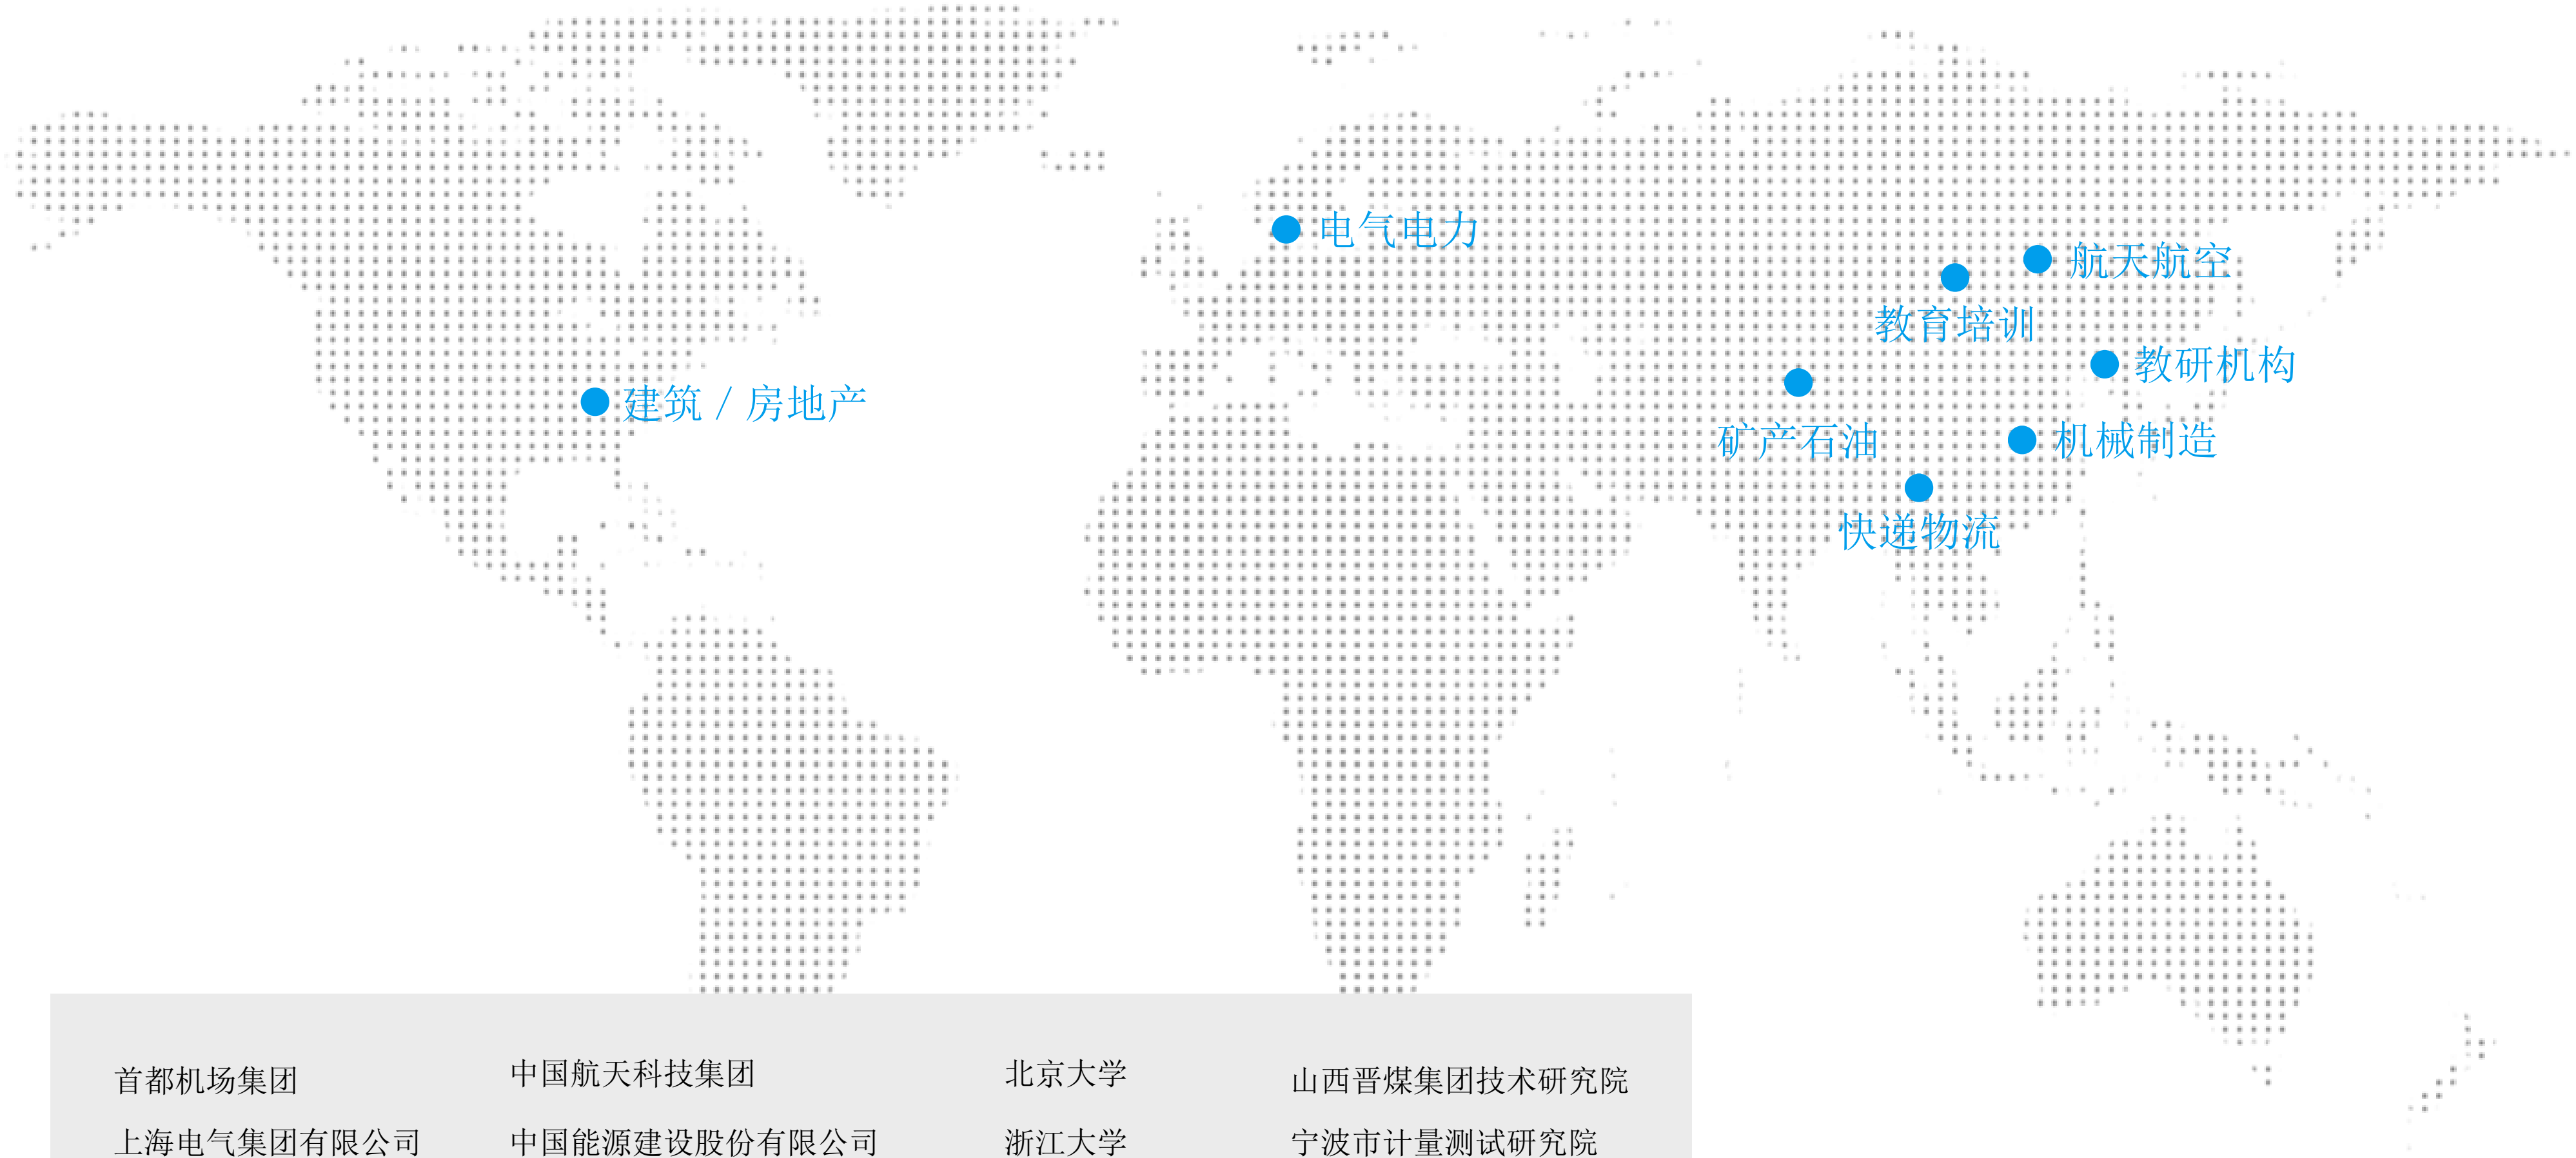 电气电力
航天航空
教育培训
教研机构
建筑 / 房地产
矿产石油
机械制造
快递物流
首都机场集团
中国航天科技集团
北京大学
山西晋煤集团技术研究院
上海电气集团有限公司
中国能源建设股份有限公司
浙江大学
宁波市计量测试研究院